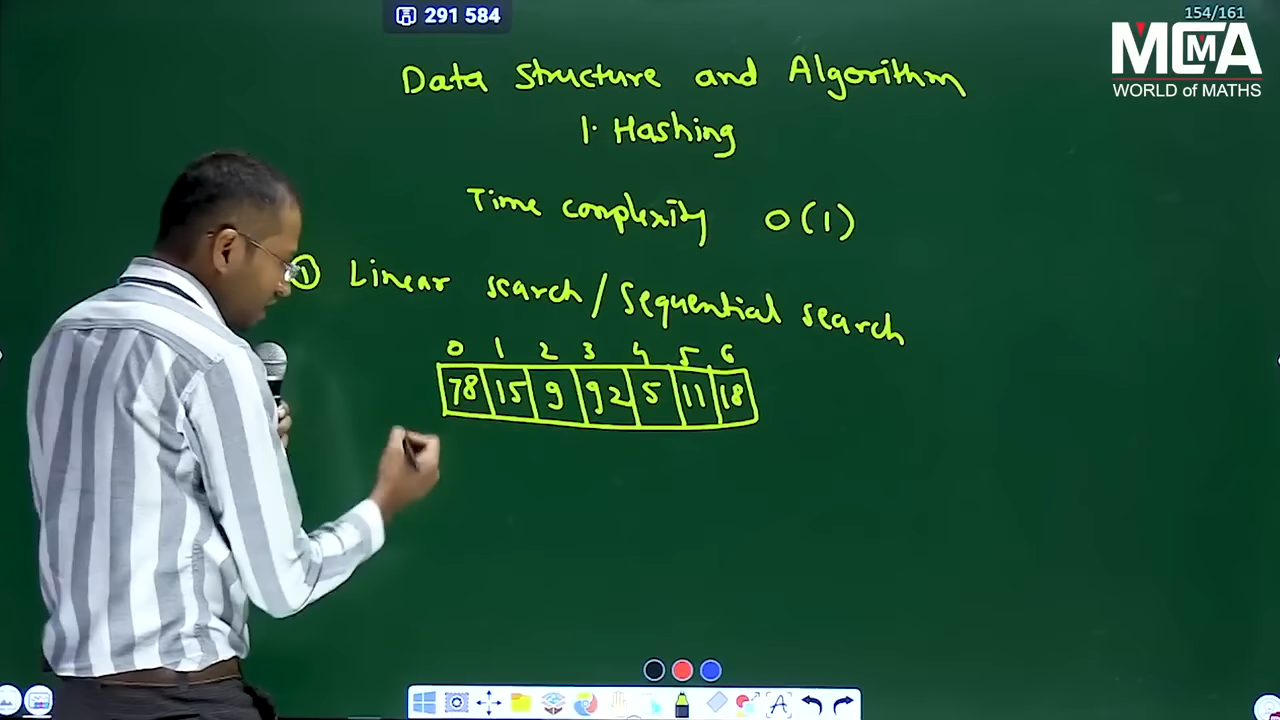 291 584
154/161
MCMA
WORLD of MATHS
Data Structure and Algorithm
1. Hashing
Time complexity O(1)
① Linear search / Sequential search
0 1 2 3 4 5 6
78 15 9 92 5 11 18